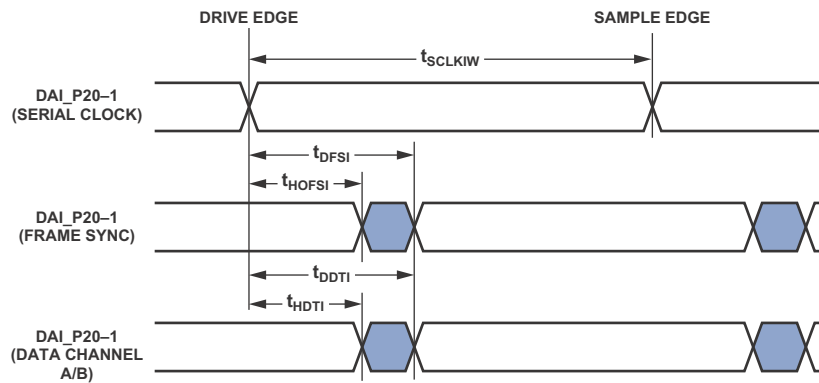 DRIVE EDGE
SAMPLE EDGE
tSCLKIW
DAI_P20–1
(SERIAL CLOCK)
tDFSI
tHOFSI
DAI_P20–1
(FRAME SYNC)
tDDTI
tHDTI
DAI_P20–1
(DATA CHANNEL
A/B)